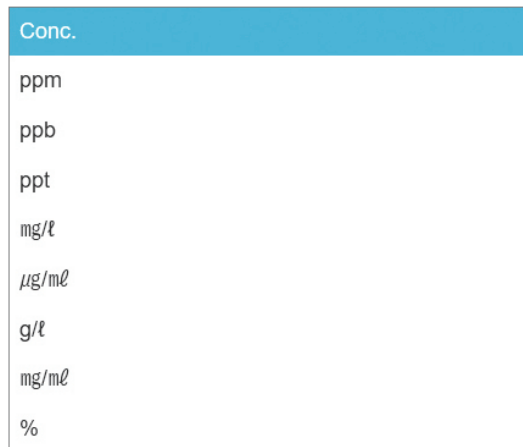 Conc.
ppm
ppb
ppt
㎎/ℓ
㎍/㎖
g/ℓ
㎎/㎖
%